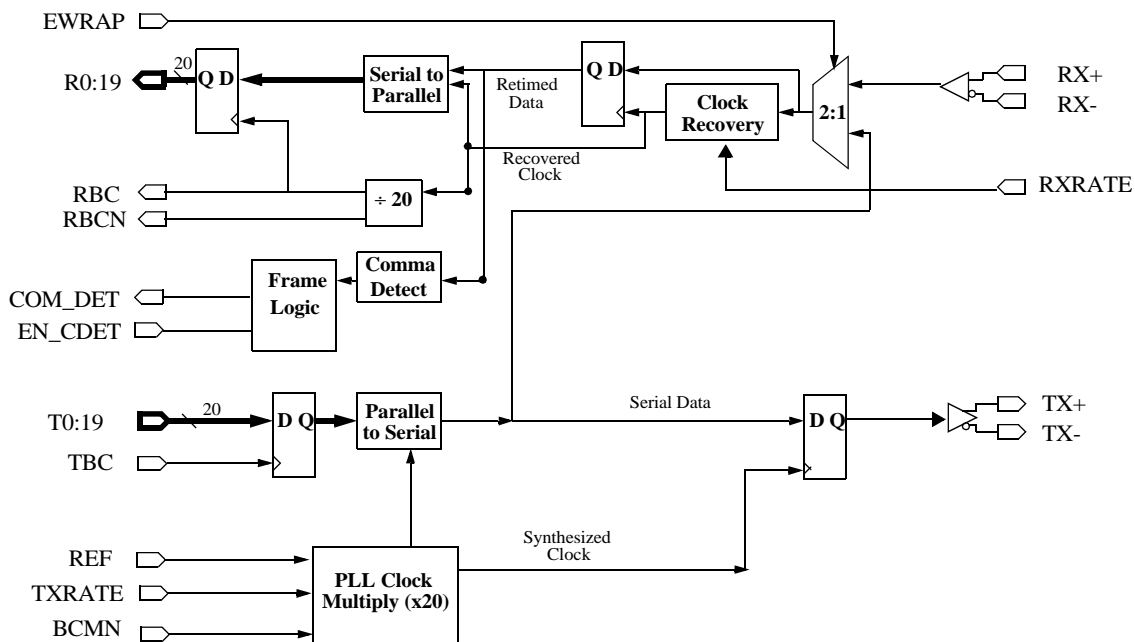 EWRAP
R0:19
20
Q D
Serial to
Parallel
Retimed
Data
Q D
Clock
Recovery
2:1
RX+
RX-
Recovered
Clock
RXRATE
RBC
RBCN
÷ 20
Comma
Detect
Frame
Logic
COM_DET
EN_CDET
T0:19
20
D Q
Parallel
to Serial
Serial Data
D Q
TX+
TX-
TBC
Synthesized
Clock
REF
TXRATE
BCMN
PLL Clock
Multiply (x20)